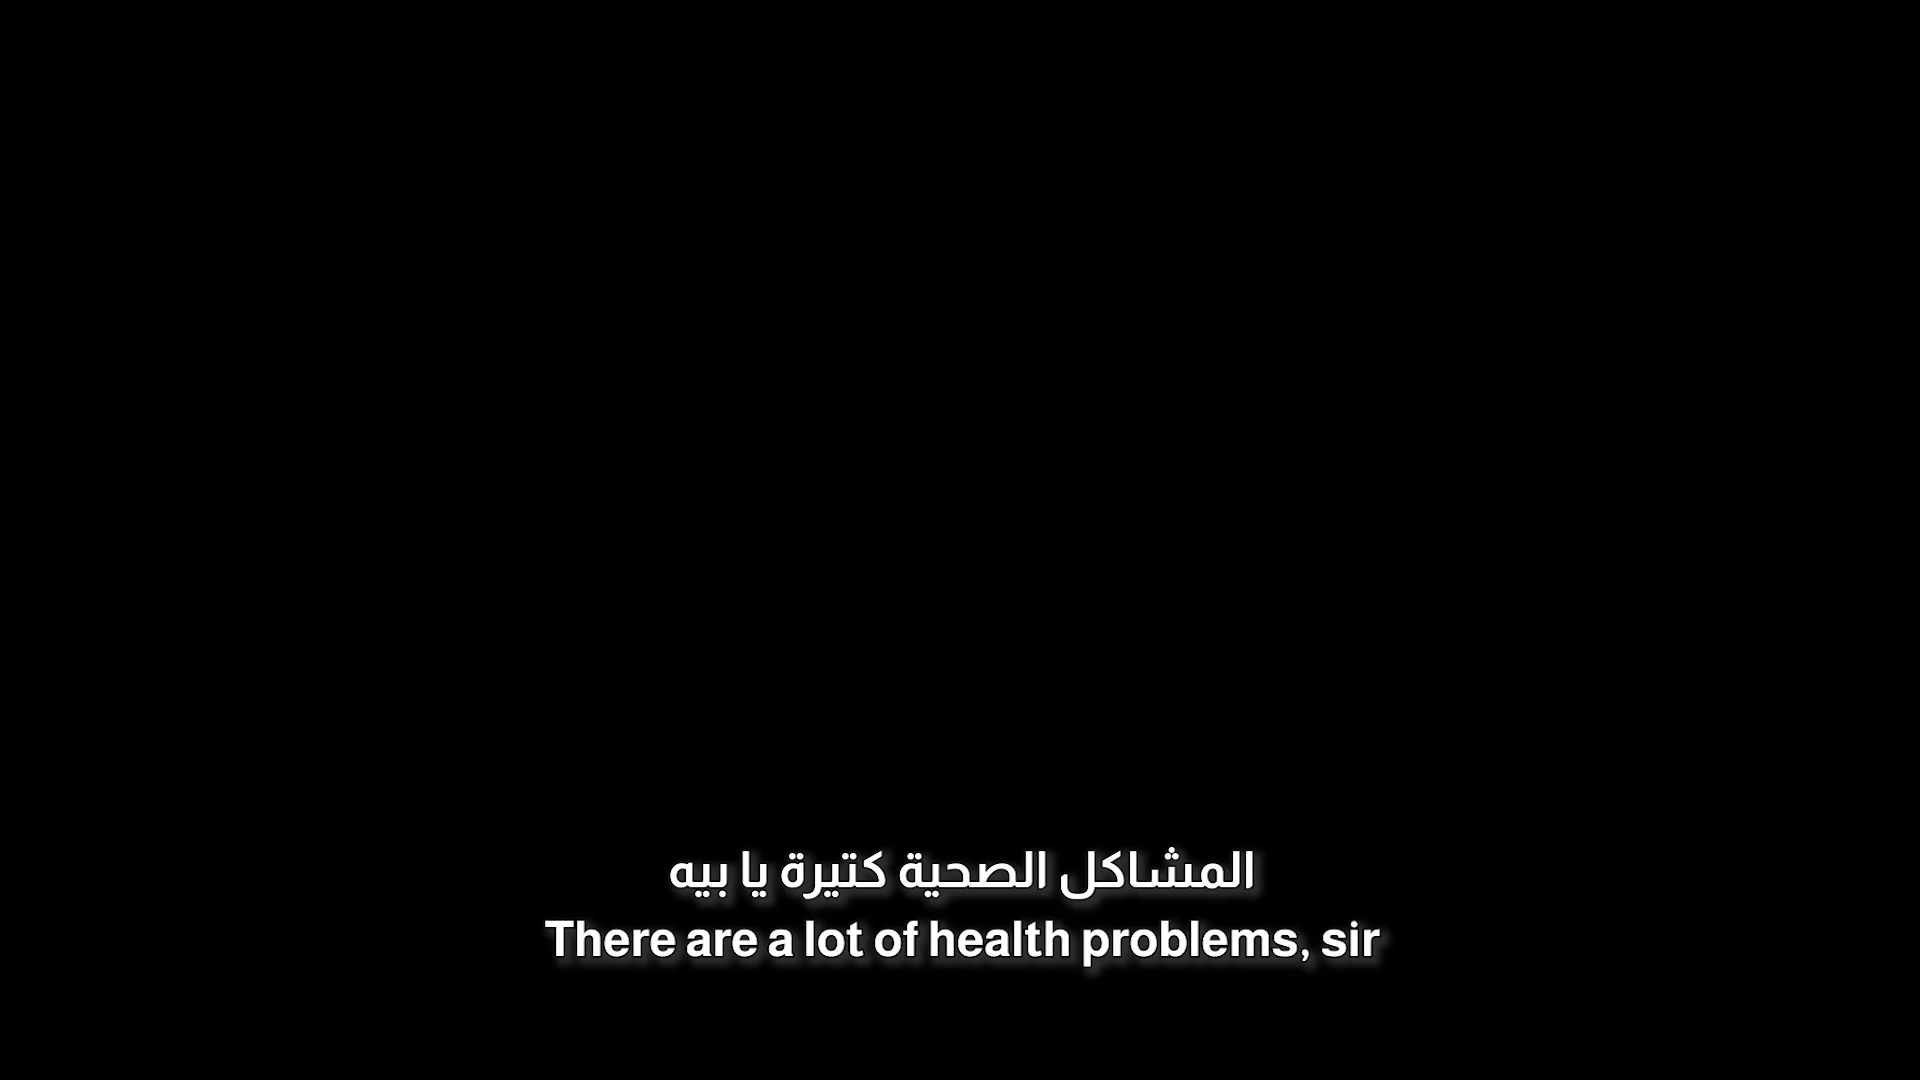 المشاكل الصحية كتيرة يا بيه
There are a lot of health problems, sir